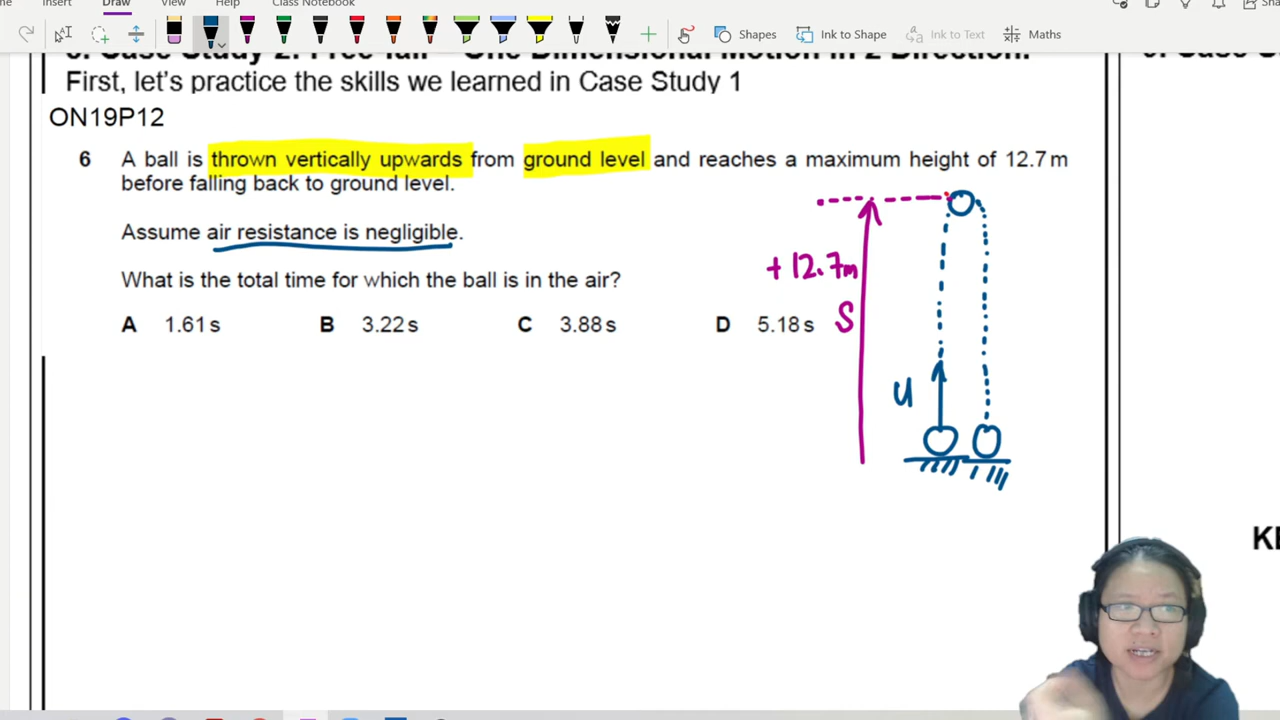 Insert Draw View Help Class Notebook
Shapes Ink to Shape Ink to Text Maths
First, let's practice the skills we learned in Case Study 1
ON19P12
6 A ball is thrown vertically upwards from ground level and reaches a maximum height of 12.7 m
before falling back to ground level.
Assume air resistance is negligible.
What is the total time for which the ball is in the air?
A 1.61 s B 3.22 s C 3.88 s D 5.18 s
+12.7m
S
u